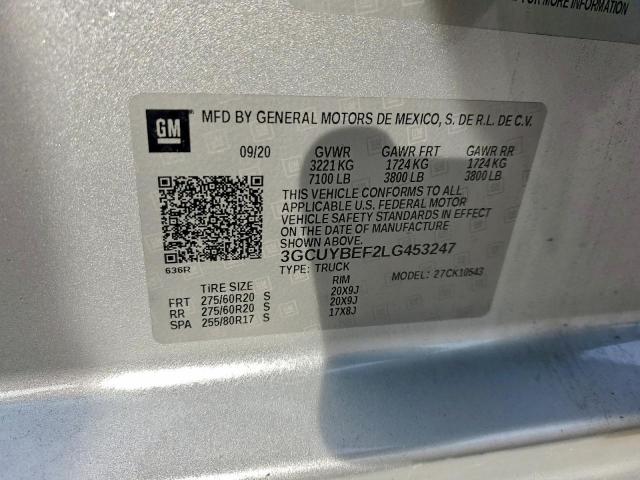 FOR MORE INFORMATION
GM
MFD BY GENERAL MOTORS DE MEXICO, S. DE R.L. DE C.V.
09/20 GVWR GAWR FRT GAWR RR
3221 KG 1724 KG 1724 KG
7100 LB 3800 LB 3800 LB
THIS VEHICLE CONFORMS TO ALL
APPLICABLE U.S. FEDERAL MOTOR
VEHICLE SAFETY STANDARDS IN EFFECT
ON THE DATE OF MANUFACTURE
SHOWN ABOVE.
3GCUYBEF2LG453247
636R
TYPE: TRUCK MODEL: 27CK10543
TIRE SIZE RIM
FRT 275/60R20 S 20X9J
RR 275/60R20 S 20X9J
SPA 255/80R17 S 17X8J